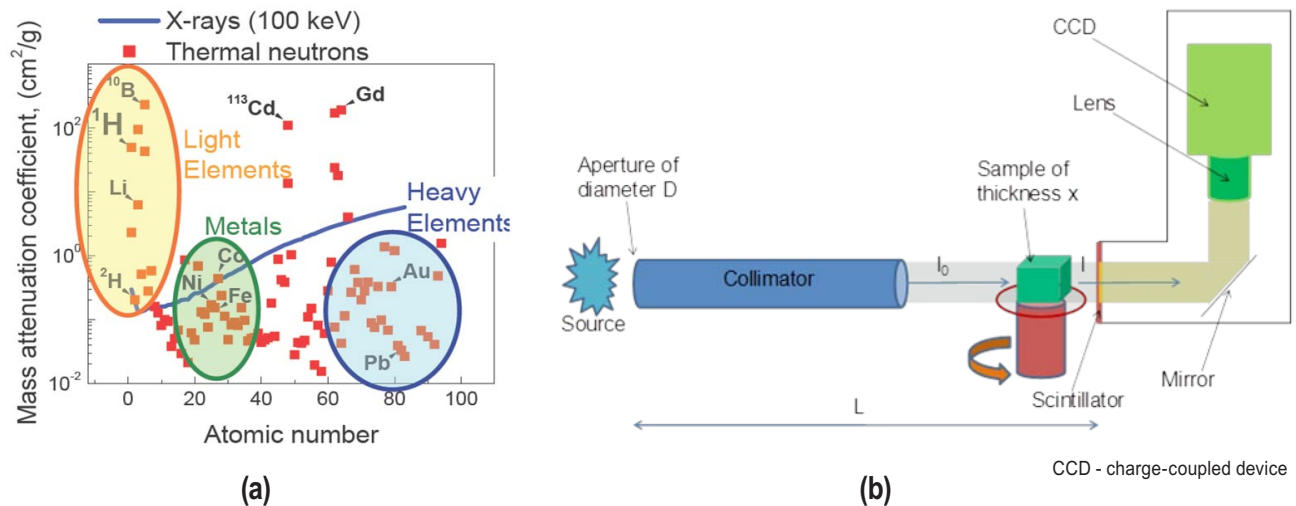 X-rays (100 keV)
Thermal neutrons
Mass attenuation coefficient, (cm²/g)
10²
10⁰
10⁻²
¹⁰B
¹H
Li
²H
Light
Elements
¹¹³Cd
Gd
Metals
Co
Ni
Fe
Heavy
Elements
Au
Pb
0 20 40 60 80 100
Atomic number
(a)
CCD
Lens
Aperture of
diameter D
Sample of
thickness x
Collimator
I₀
I
Source
Mirror
Scintillator
L
CCD - charge-coupled device
(b)